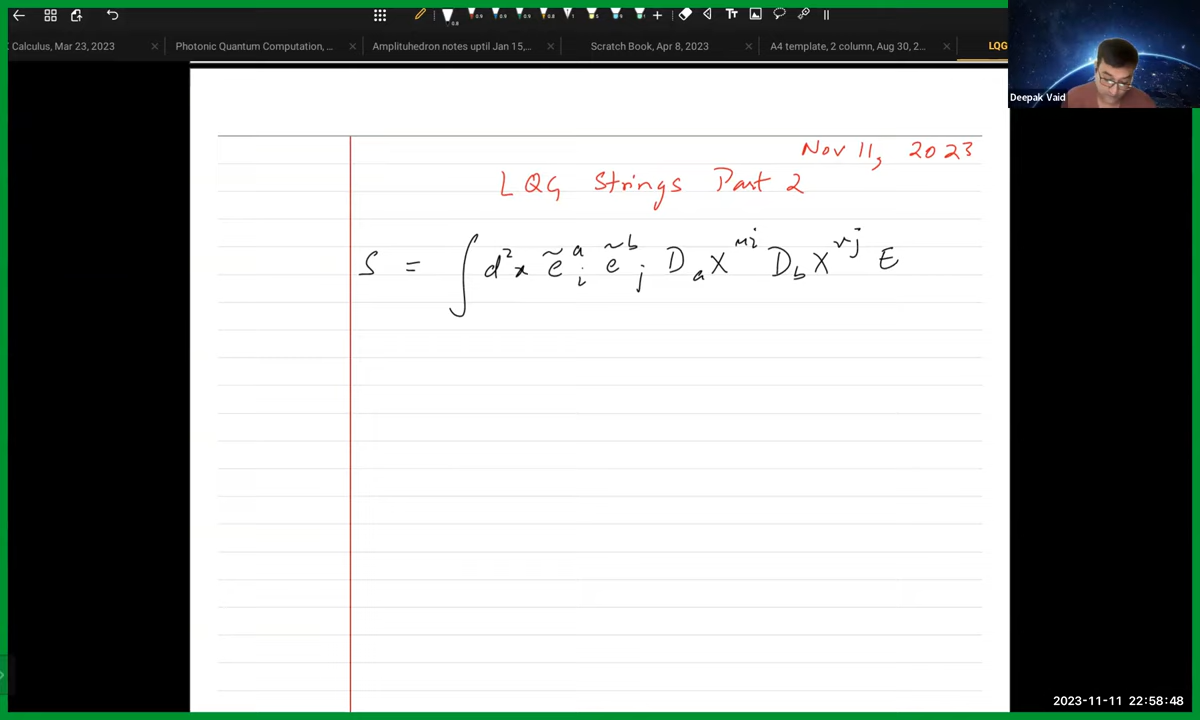 Calculus, Mar 23, 2023
Photonic Quantum Computation, ...
Amplituhedron notes uptil Jan 15,...
Scratch Book, Apr 8, 2023
A4 template, 2 column, Aug 30, 2...
LQG
Deepak Vaid
Nov 11, 2023
LQG Strings Part 2
S = ∫ d²x ẽᵃᵢ ẽᵇⱼ DₐX^{μi} D_bX^{νj} E
2023-11-11 22:58:48